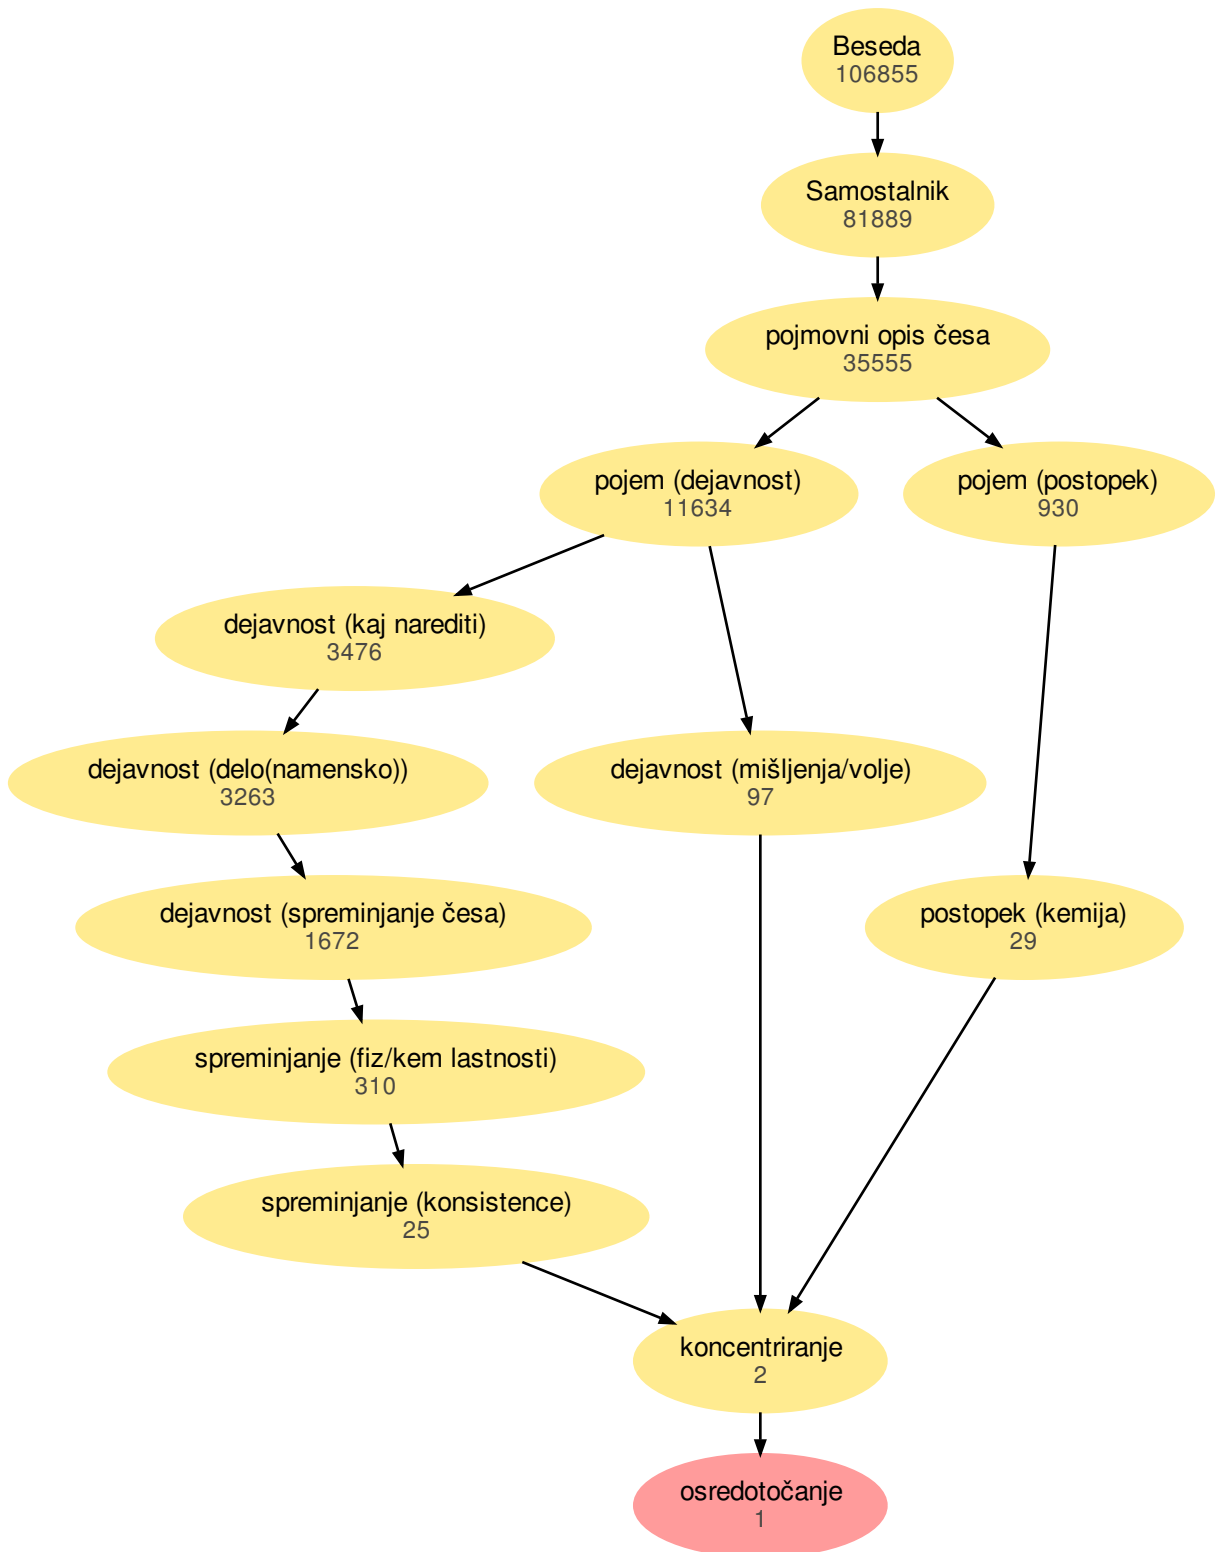 Beseda
106855
Samostalnik
81889
pojmovni opis česa
35555
pojem (dejavnost)
11634
pojem (postopek)
930
dejavnost (kaj narediti)
3476
dejavnost (delo(namensko))
3263
dejavnost (mišljenja/volje)
97
dejavnost (spreminjanje česa)
1672
postopek (kemija)
29
spreminjanje (fiz/kem lastnosti)
310
spreminjanje (konsistence)
25
koncentriranje
2
osredotočanje
1